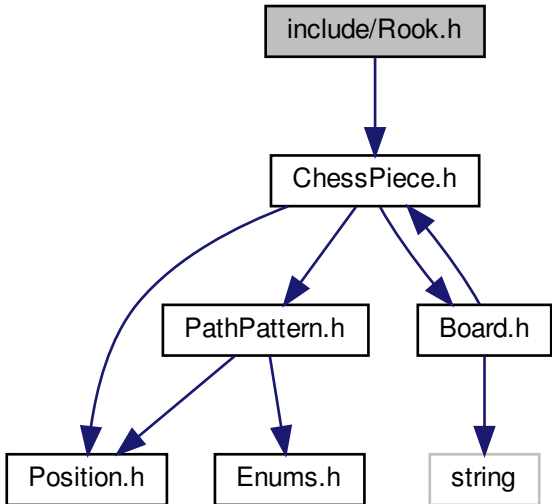 include/Rook.h
ChessPiece.h
PathPattern.h
Board.h
Position.h
Enums.h
string